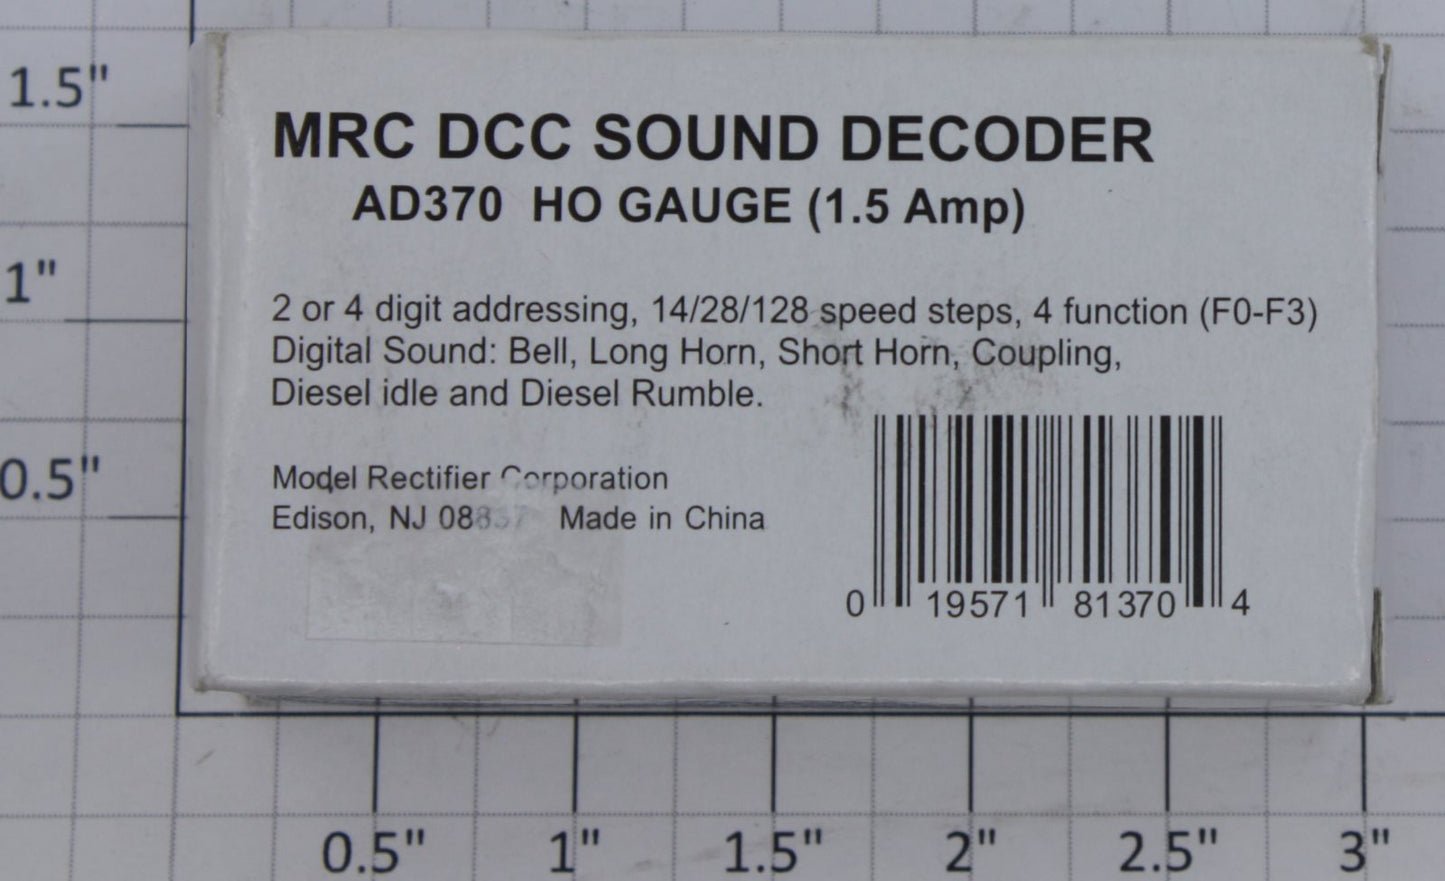 1.5"
MRC DCC SOUND DECODER
AD370 HO GAUGE (1.5 Amp)
1"
2 or 4 digit addressing, 14/28/128 speed steps, 4 function (F0-F3)
Digital Sound: Bell, Long Horn, Short Horn, Coupling,
Diesel idle and Diesel Rumble.
0.5"
Model Rectifier Corporation
Edison, NJ 08837 Made in China
0 19571 81370 4
0.5" 1" 1.5" 2" 2.5" 3"